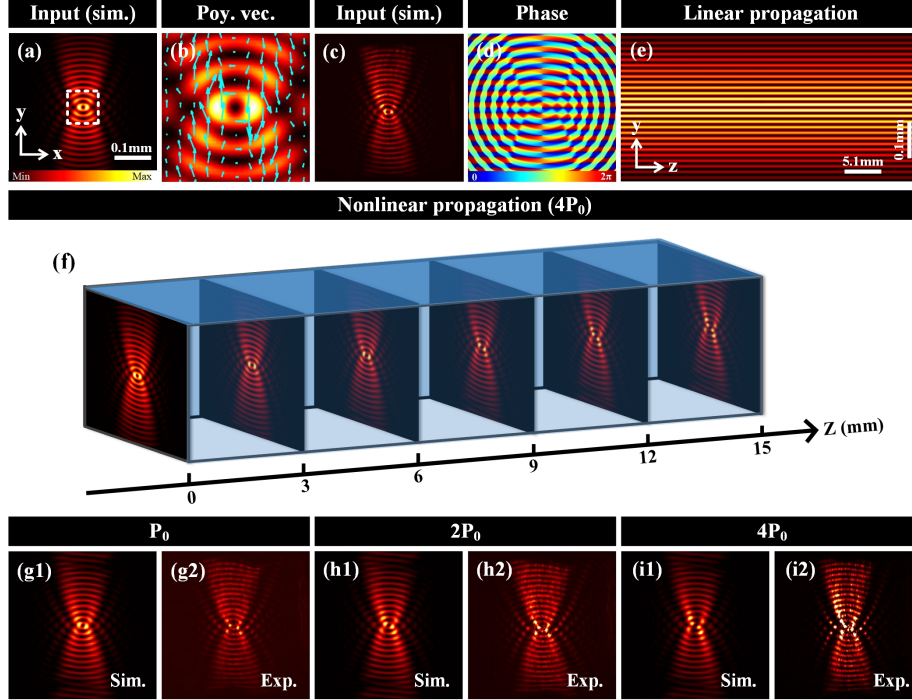 Input (sim.) Poy. vec. Input (sim.) Phase Linear propagation
(a) (b) (c) (d) (e)
y
x
0.1mm
Min Max
0 2π
y
z
5.1mm
0.1mm
Nonlinear propagation (4P₀)
(f)
Z (mm)
0 3 6 9 12 15
P₀ 2P₀ 4P₀
(g1) (g2) (h1) (h2) (i1) (i2)
Sim. Exp. Sim. Exp. Sim. Exp.